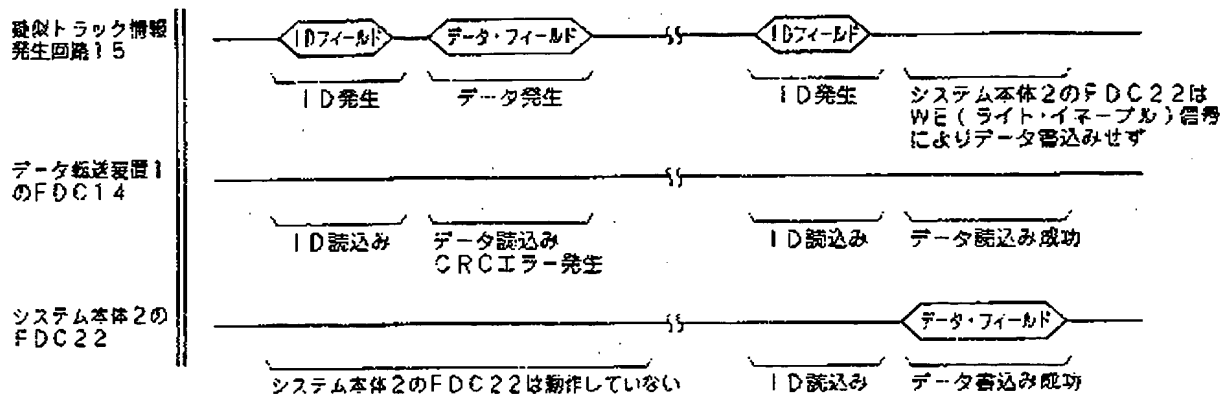 疑似トラック情報
発生回路15
IDフィールド
データ・フィールド
IDフィールド
ID発生
データ発生
ID発生
システム本体2のFDC22は
WE(ライト・イネーブル)信号
によりデータ書込みせず
データ転送装置1
のFDC14
ID読込み
データ読込み
CRCエラー発生
ID読込み
データ読込み成功
システム本体2の
FDC22
データ・フィールド
システム本体2のFDC22は動作していない
ID読込み
データ書込み成功